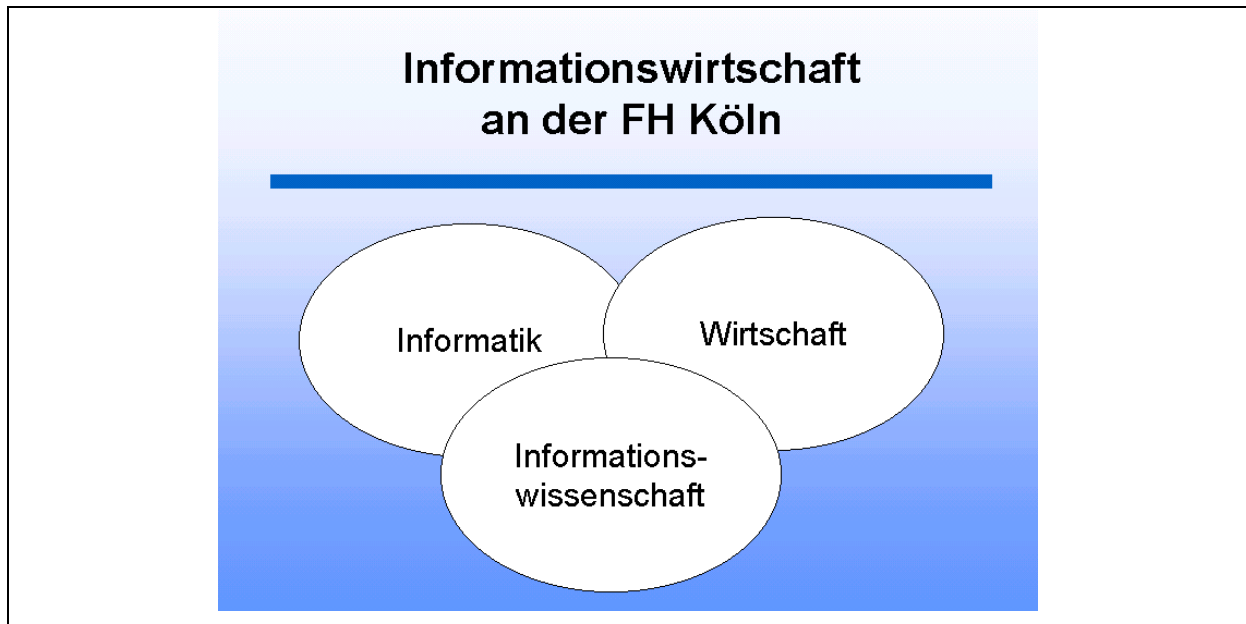 Informationswirtschaft
an der FH Köln
Informatik
Wirtschaft
Informations-
wissenschaft